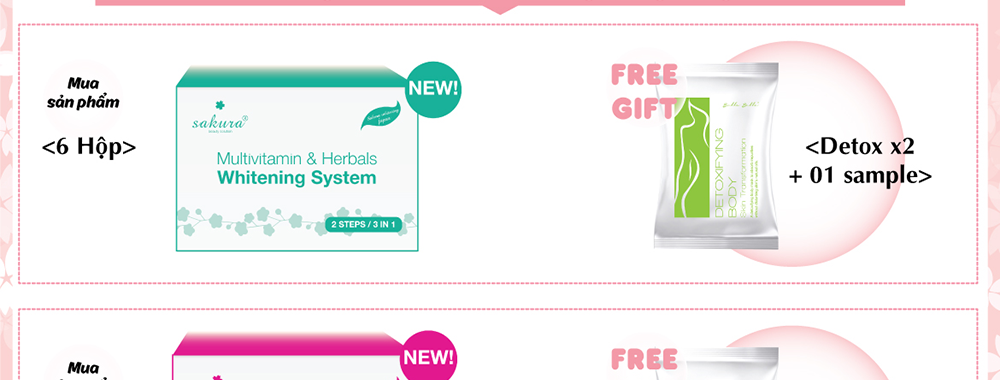 Mua
sản phẩm
<6 Hộp>
sakura®
NEW!
Multivitamin & Herbals
Whitening System
2 STEPS / 3 IN 1
FREE
GIFT
DETOXIFYING
BODY
<Detox x2
+ 01 sample>
Mua
NEW!
FREE